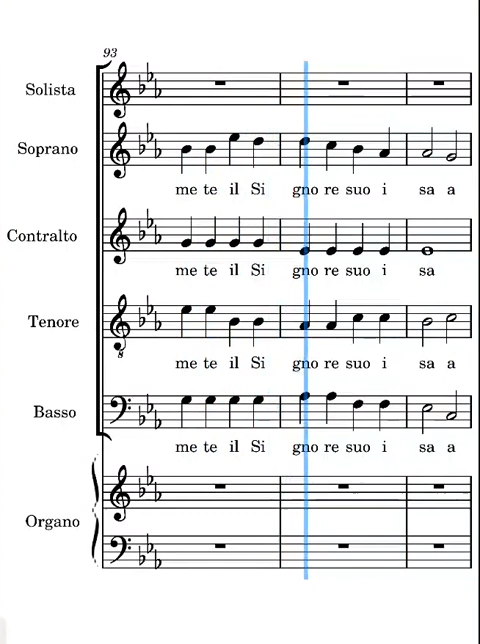 93
Solista
Soprano
me te il Si gno re suo i sa a
Contralto
me te il Si gno re suo i sa
Tenore
8
me te il Si gno re suo i sa a
Basso
me te il Si gno re suo i sa a
Organo